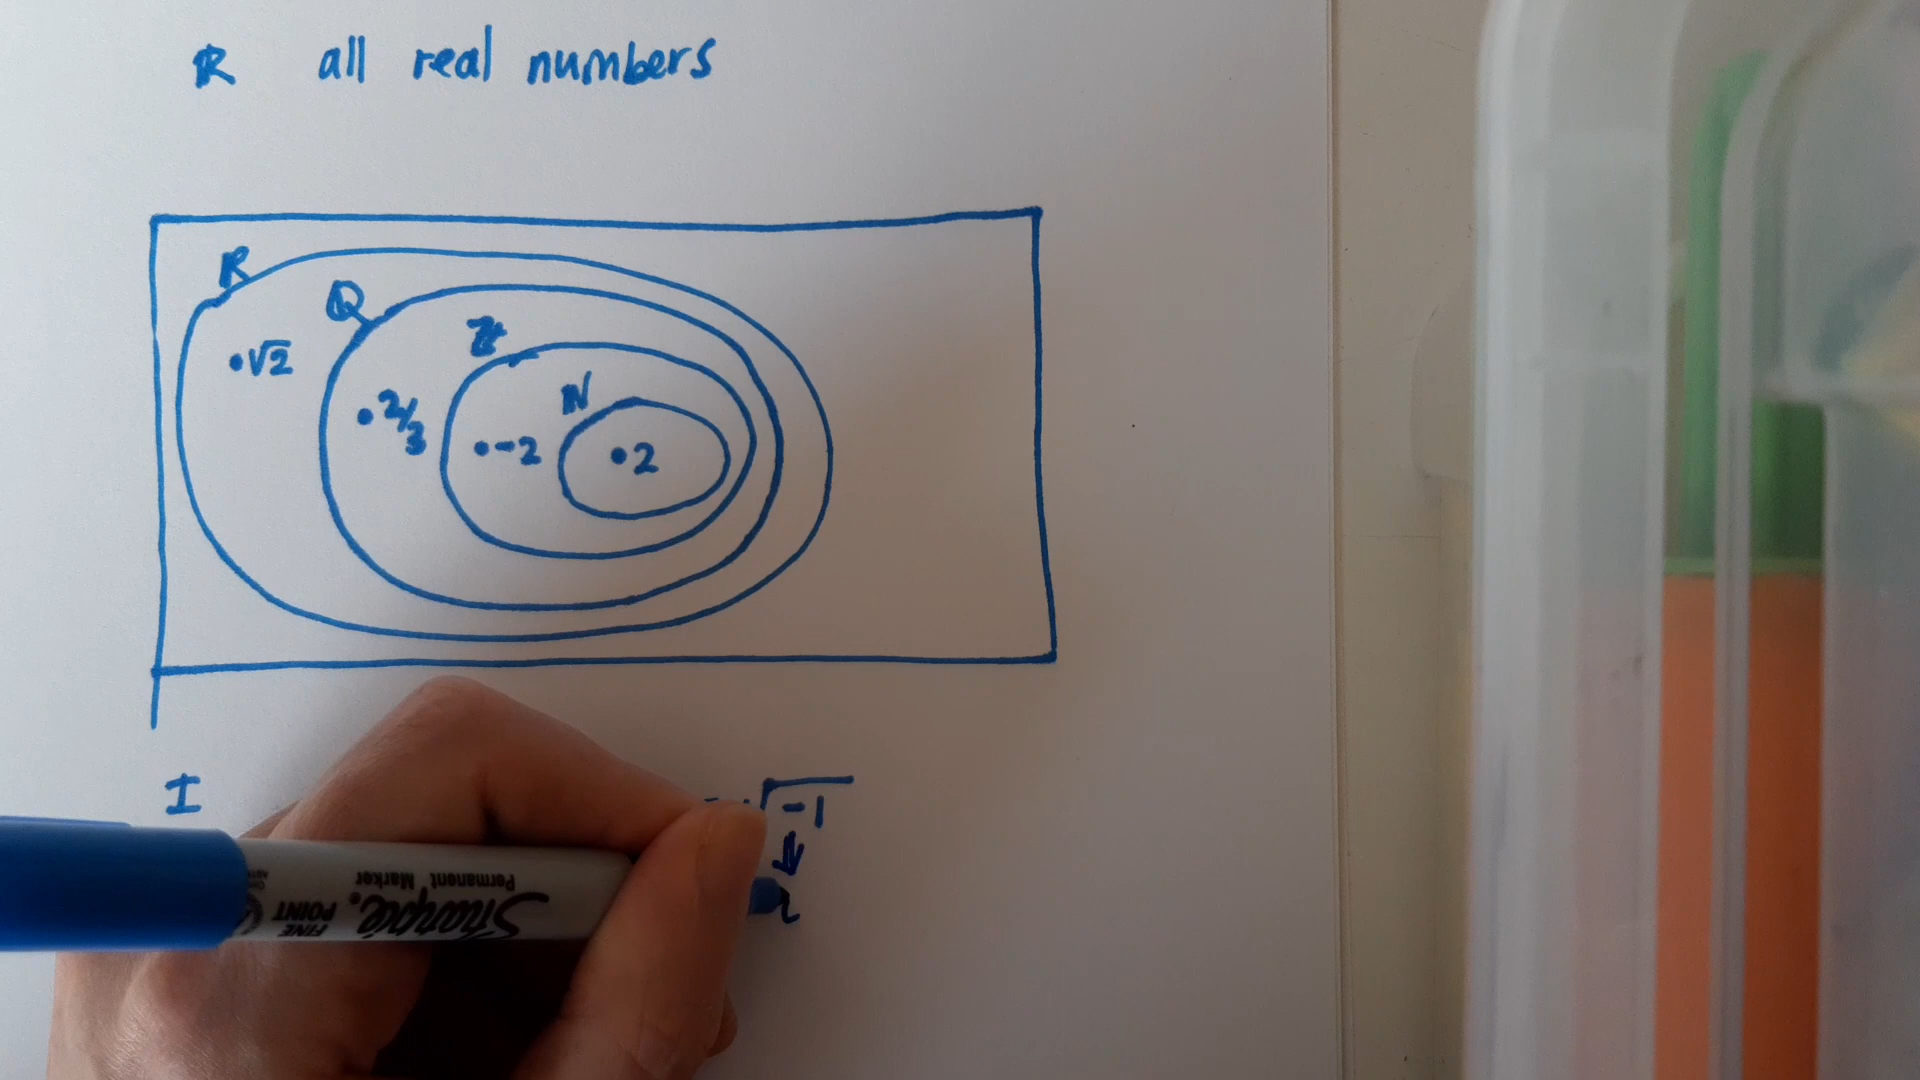 ℝ all real numbers
ℝ
ℚ
ℤ
ℕ
•√2
•2/3
•-2
•2
I
√-1
i
Sharpie®
FINE POINT
Permanent Marker